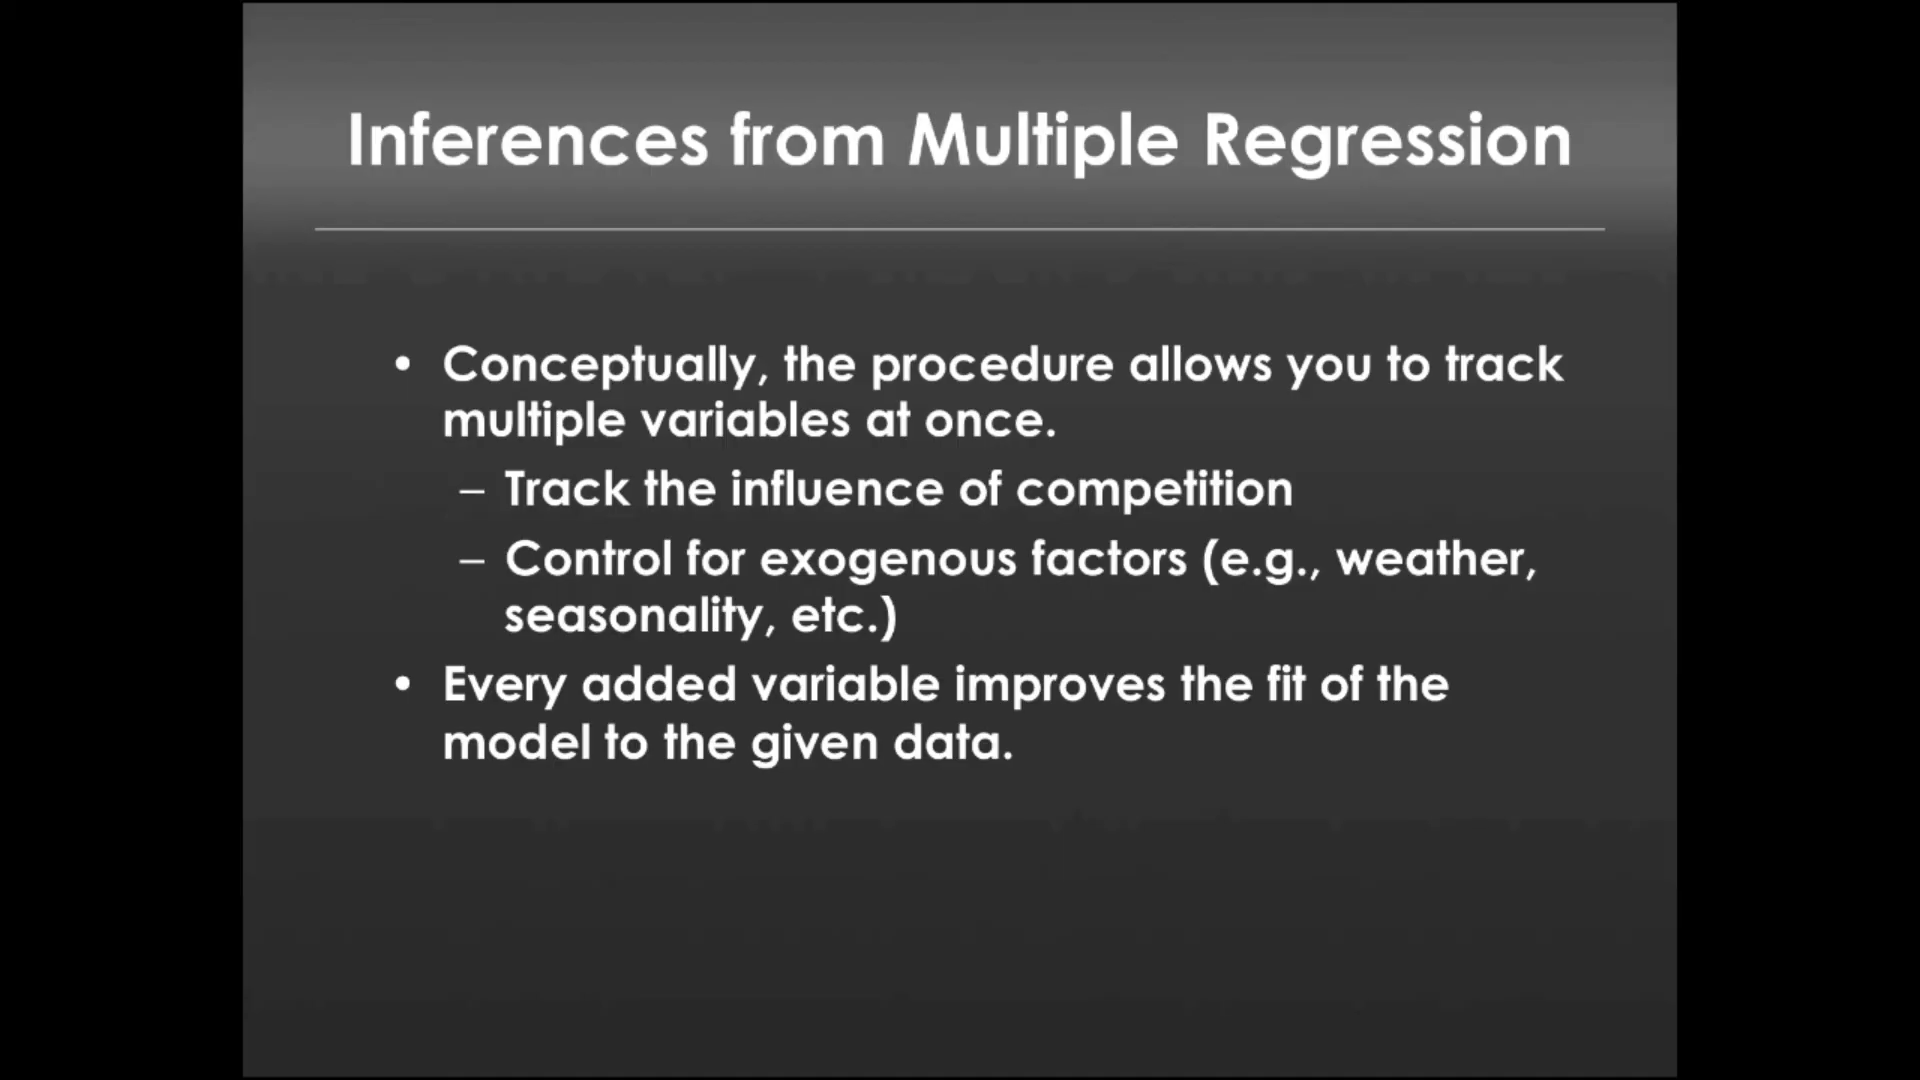 Inferences from Multiple Regression
• Conceptually, the procedure allows you to track
multiple variables at once.
– Track the influence of competition
– Control for exogenous factors (e.g., weather,
seasonality, etc.)
• Every added variable improves the fit of the
model to the given data.